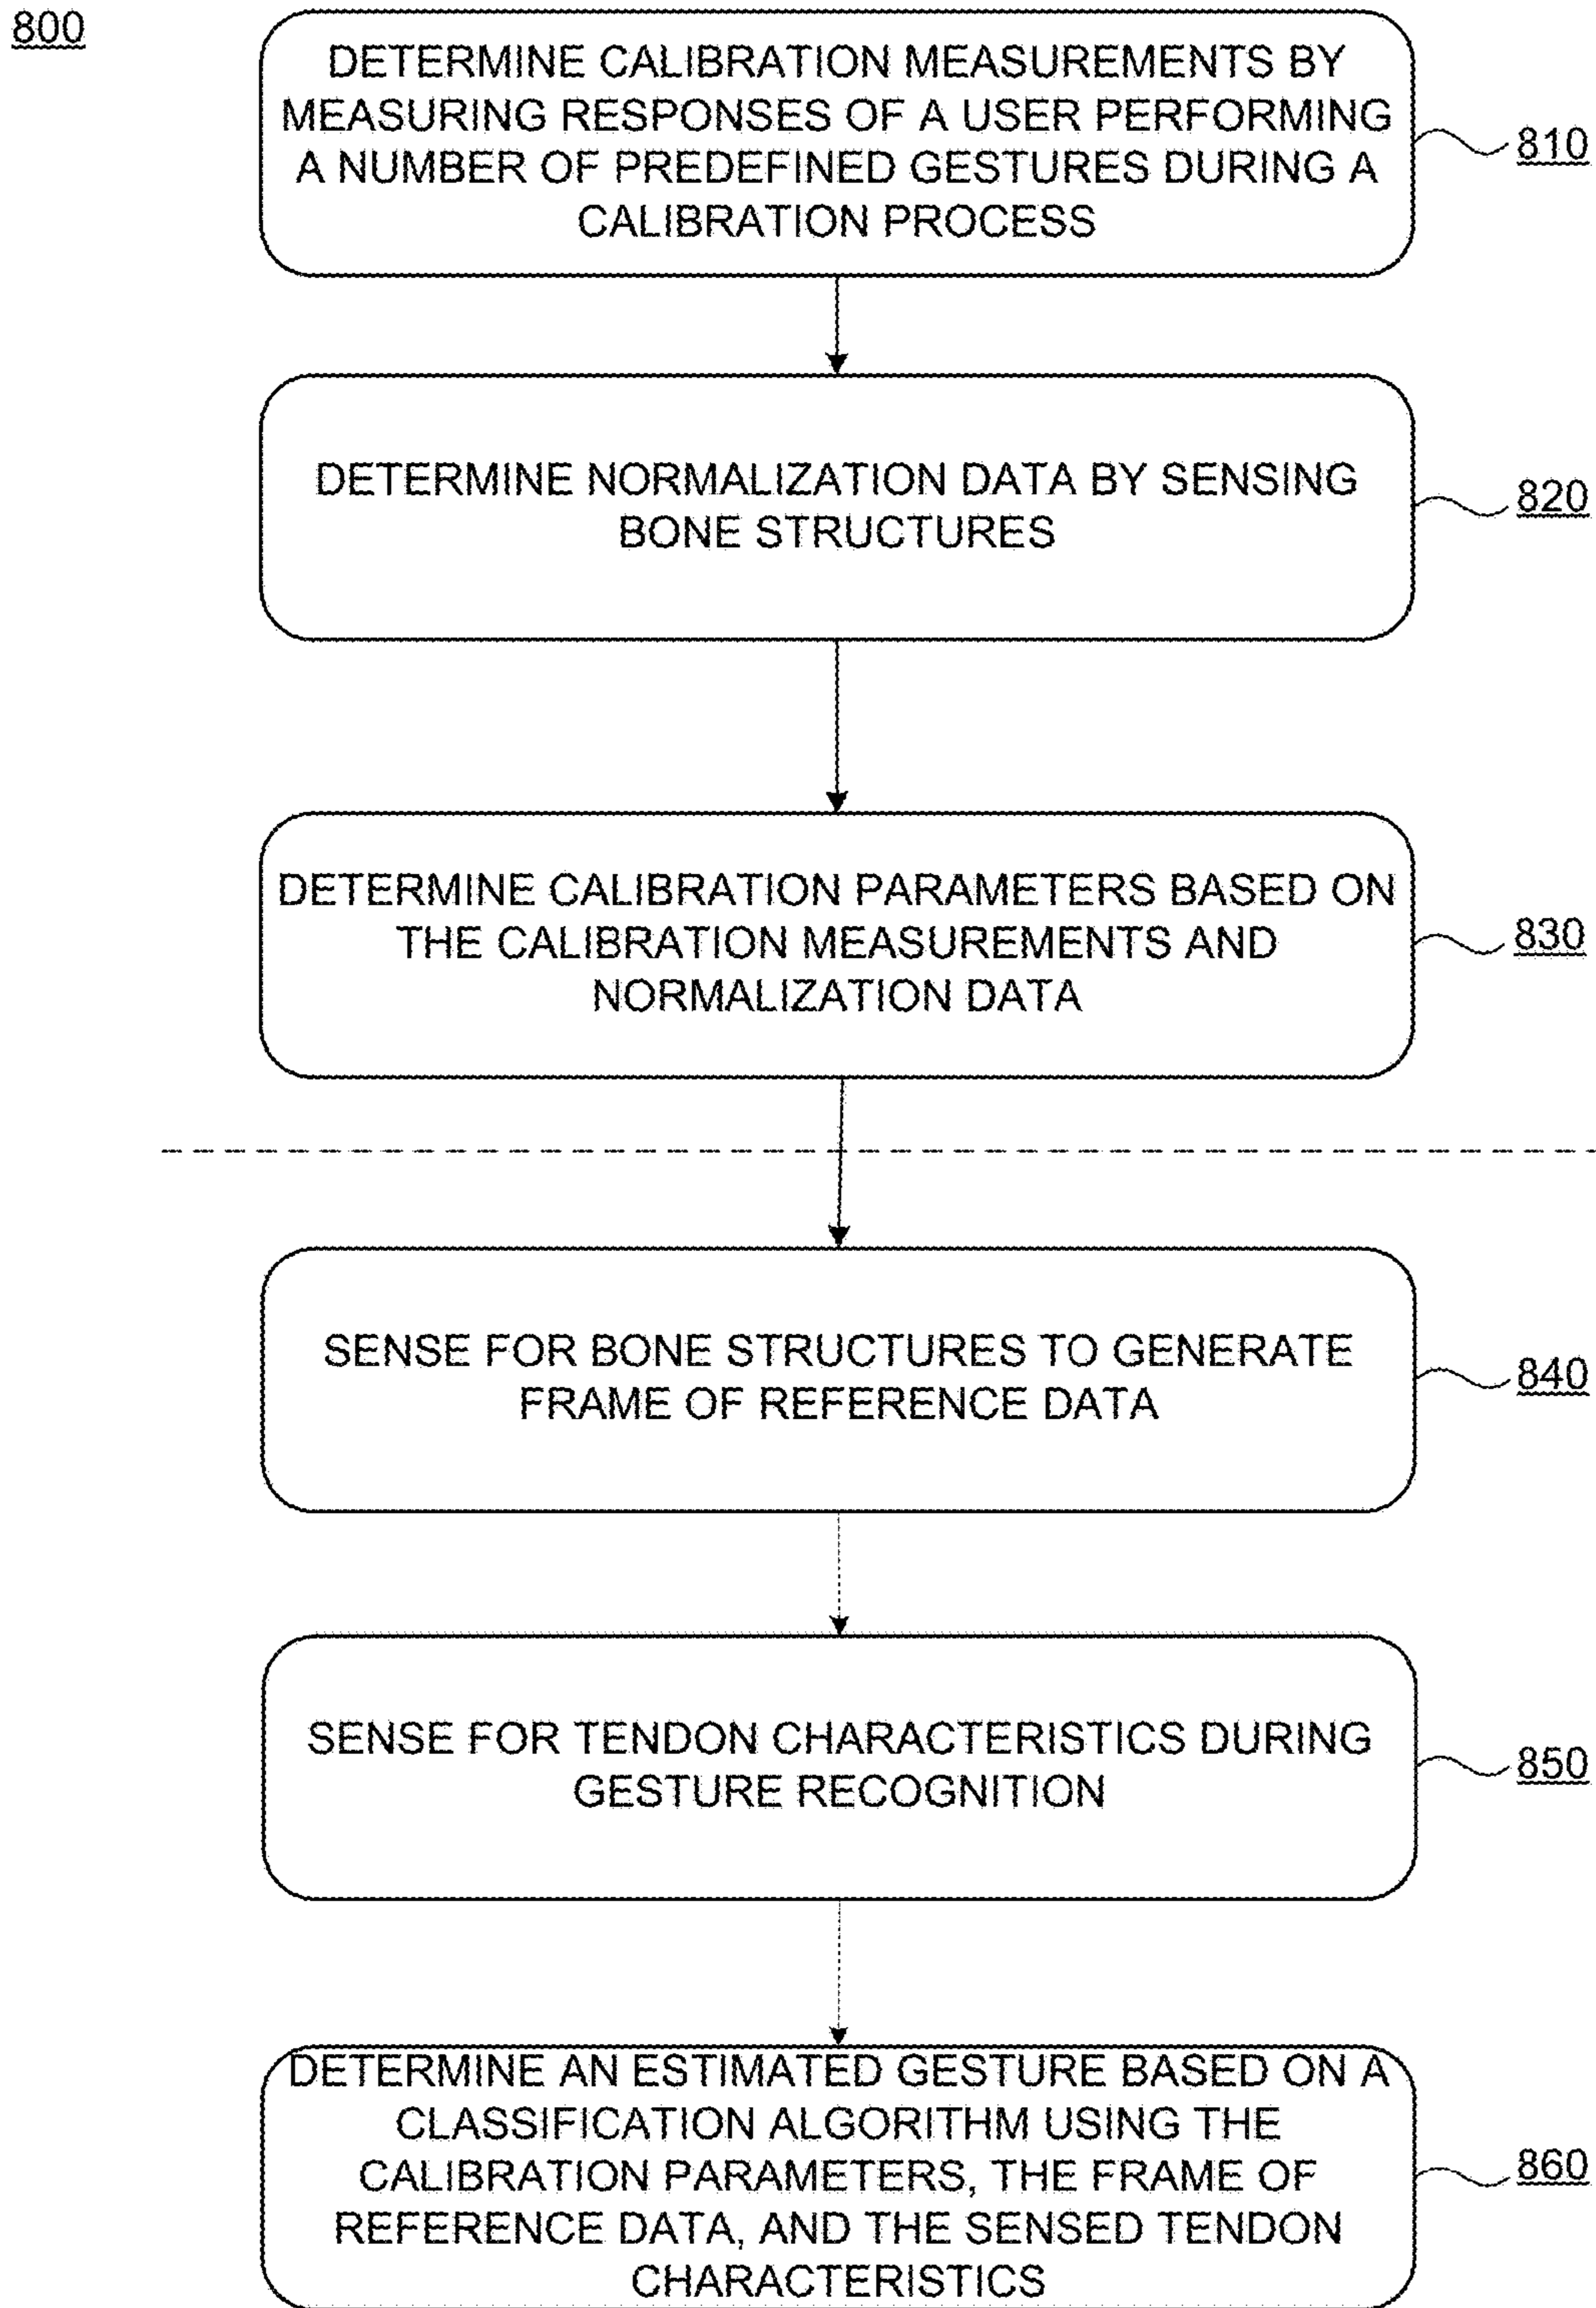 800
DETERMINE CALIBRATION MEASUREMENTS BY
MEASURING RESPONSES OF A USER PERFORMING
A NUMBER OF PREDEFINED GESTURES DURING A
CALIBRATION PROCESS
810
DETERMINE NORMALIZATION DATA BY SENSING
BONE STRUCTURES
820
DETERMINE CALIBRATION PARAMETERS BASED ON
THE CALIBRATION MEASUREMENTS AND
NORMALIZATION DATA
830
SENSE FOR BONE STRUCTURES TO GENERATE
FRAME OF REFERENCE DATA
840
SENSE FOR TENDON CHARACTERISTICS DURING
GESTURE RECOGNITION
850
DETERMINE AN ESTIMATED GESTURE BASED ON A
CLASSIFICATION ALGORITHM USING THE
CALIBRATION PARAMETERS, THE FRAME OF
REFERENCE DATA, AND THE SENSED TENDON
CHARACTERISTICS
860